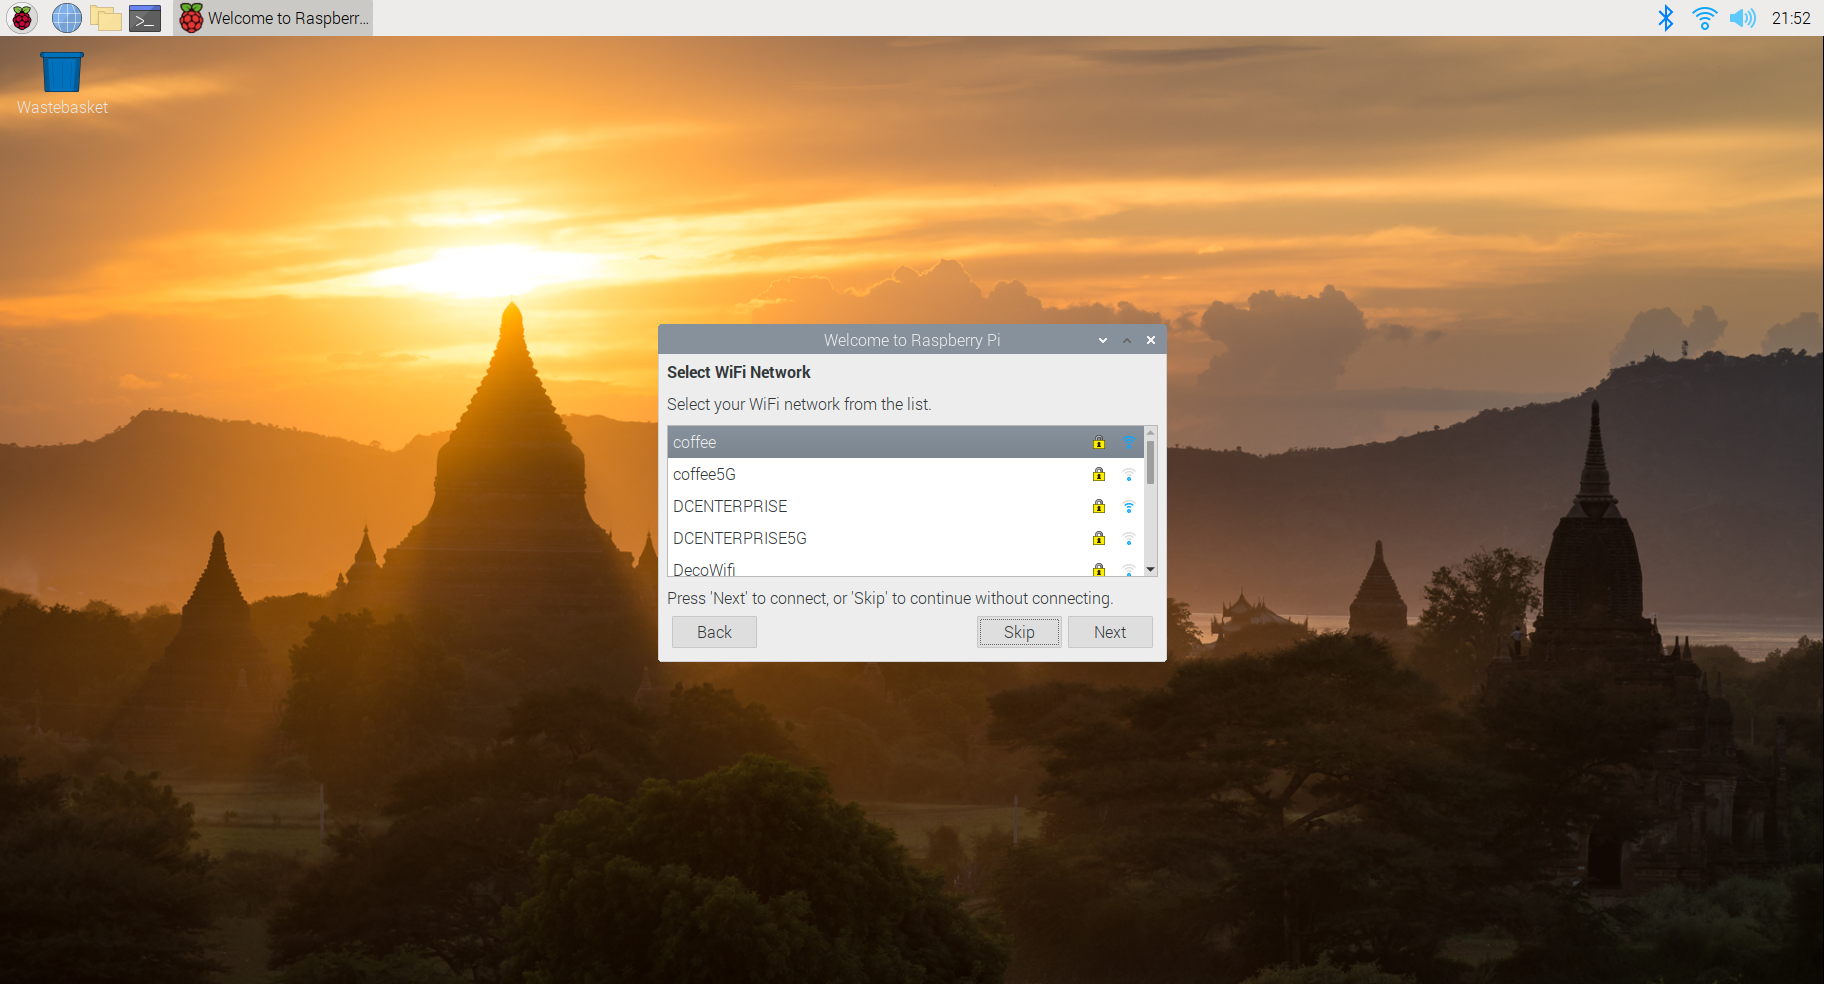 Welcome to Raspberr...
21:52
Wastebasket
Welcome to Raspberry Pi
Select WiFi Network
Select your WiFi network from the list.
coffee
coffee5G
DCENTERPRISE
DCENTERPRISE5G
DecoWifi
Press 'Next' to connect, or 'Skip' to continue without connecting.
Back Skip Next